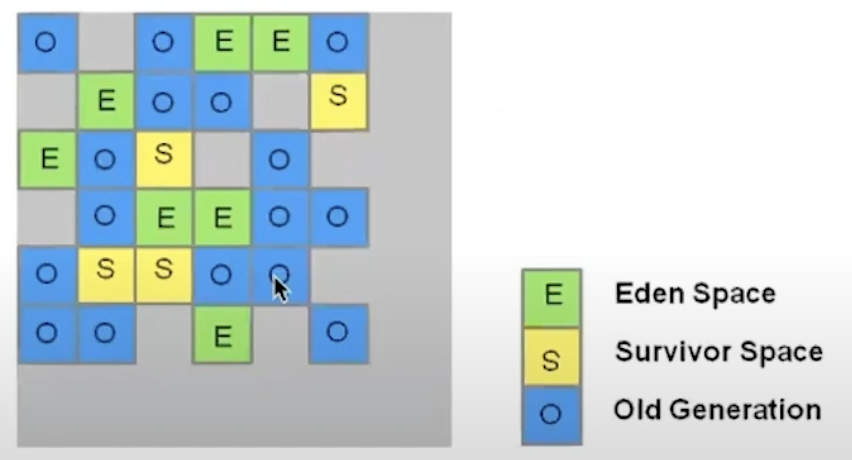 O O E E O
E O O S
E O S O
O E E O O
O S S O O
O O E O
E Eden Space
S Survivor Space
O Old Generation